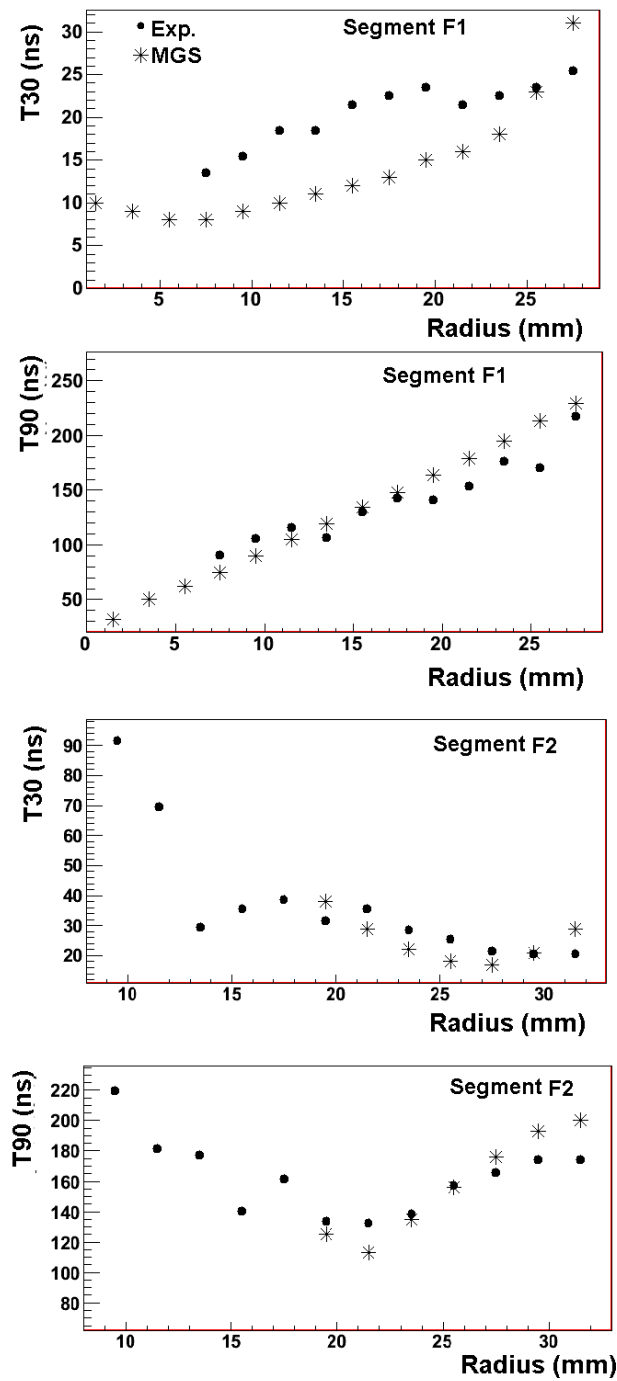 T30 (ns)
Exp.
MGS
Segment F1
30
25
20
15
10
5
0
5 10 15 20 25
Radius (mm)
T90 (ns)
Segment F1
250
200
150
100
50
0 5 10 15 20 25
Radius (mm)
T30 (ns)
Segment F2
90
80
70
60
50
40
30
20
10 15 20 25 30
Radius (mm)
T90 (ns)
Segment F2
220
200
180
160
140
120
100
80
10 15 20 25 30
Radius (mm)